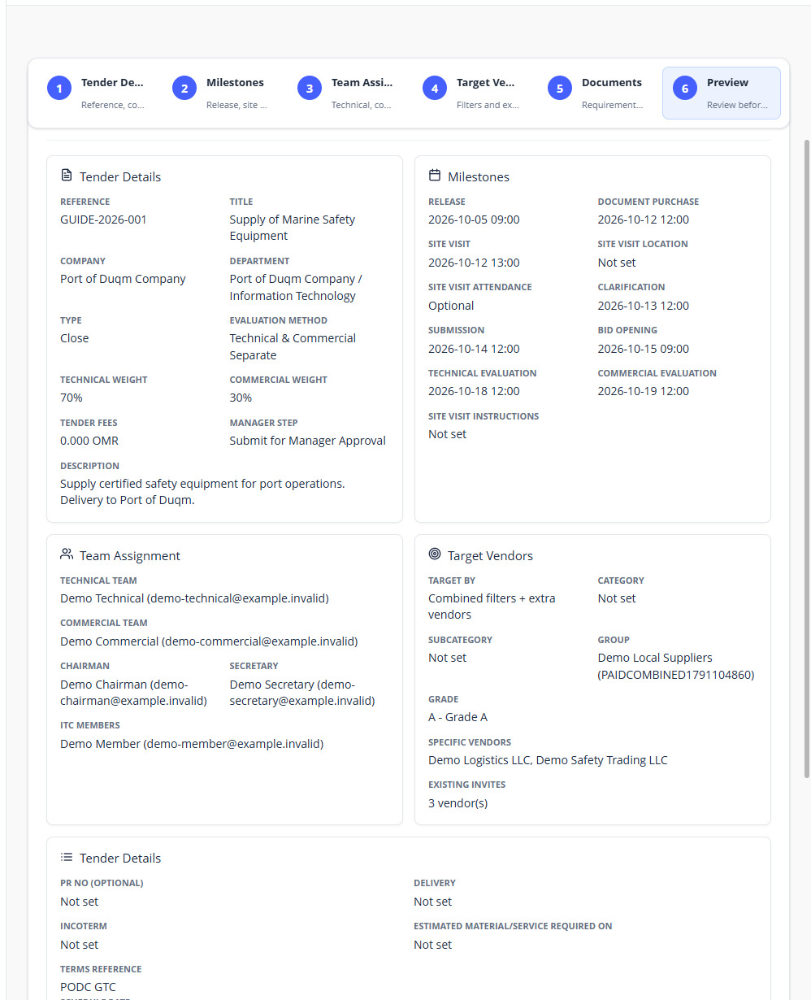 1
Tender De...
Reference, co...
2
Milestones
Release, site ...
3
Team Assi...
Technical, co...
4
Target Ve...
Filters and ex...
5
Documents
Requirement...
6
Preview
Review befor...
Tender Details
REFERENCE
GUIDE-2026-001
TITLE
Supply of Marine Safety
Equipment
COMPANY
Port of Duqm Company
DEPARTMENT
Port of Duqm Company /
Information Technology
TYPE
Close
EVALUATION METHOD
Technical & Commercial
Separate
TECHNICAL WEIGHT
70%
COMMERCIAL WEIGHT
30%
TENDER FEES
0.000 OMR
MANAGER STEP
Submit for Manager Approval
DESCRIPTION
Supply certified safety equipment for port operations.
Delivery to Port of Duqm.
Milestones
RELEASE
2026-10-05 09:00
DOCUMENT PURCHASE
2026-10-12 12:00
SITE VISIT
2026-10-12 13:00
SITE VISIT LOCATION
Not set
SITE VISIT ATTENDANCE
Optional
CLARIFICATION
2026-10-13 12:00
SUBMISSION
2026-10-14 12:00
BID OPENING
2026-10-15 09:00
TECHNICAL EVALUATION
2026-10-18 12:00
COMMERCIAL EVALUATION
2026-10-19 12:00
SITE VISIT INSTRUCTIONS
Not set
Team Assignment
TECHNICAL TEAM
Demo Technical (demo-technical@example.invalid)
COMMERCIAL TEAM
Demo Commercial (demo-commercial@example.invalid)
CHAIRMAN
Demo Chairman (demo-
chairman@example.invalid)
SECRETARY
Demo Secretary (demo-
secretary@example.invalid)
ITC MEMBERS
Demo Member (demo-member@example.invalid)
Target Vendors
TARGET BY
Combined filters + extra
vendors
CATEGORY
Not set
SUBCATEGORY
Not set
GROUP
Demo Local Suppliers
(PAIDCOMBINED1791104860)
GRADE
A - Grade A
SPECIFIC VENDORS
Demo Logistics LLC, Demo Safety Trading LLC
EXISTING INVITES
3 vendor(s)
Tender Details
PR NO (OPTIONAL)
Not set
DELIVERY
Not set
INCOTERM
Not set
ESTIMATED MATERIAL/SERVICE REQUIRED ON
Not set
TERMS REFERENCE
PODC GTC